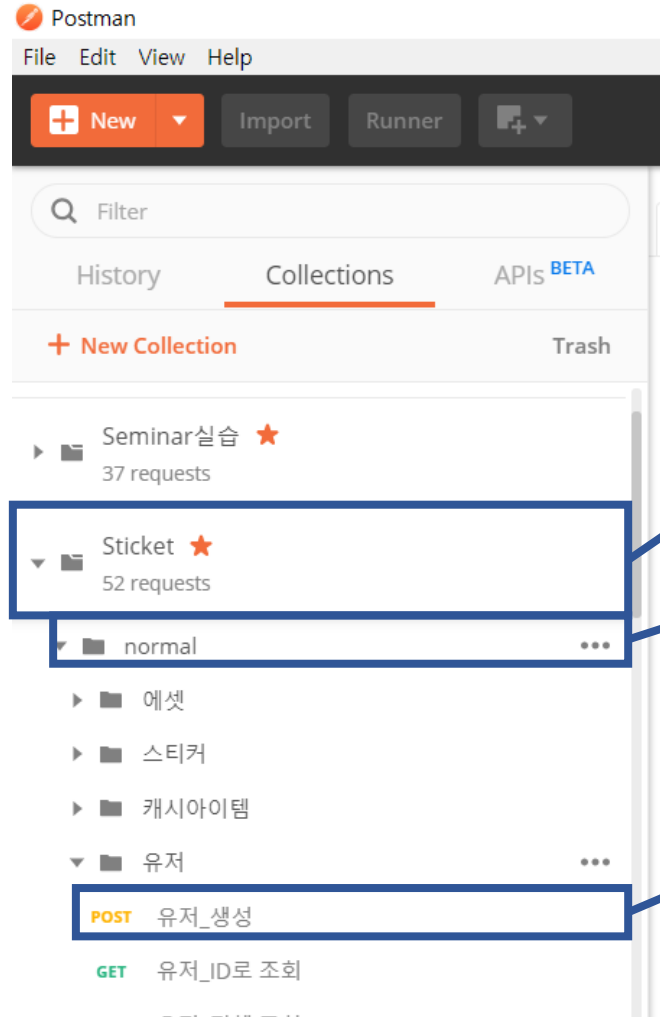 Postman
File Edit View Help
New Import Runner
Filter
History Collections APIs BETA
New Collection Trash
Seminar실습
37 requests
Sticket
52 requests
normal
에셋
스티커
캐시아이템
유저
POST 유저_생성
GET 유저_ID로 조회